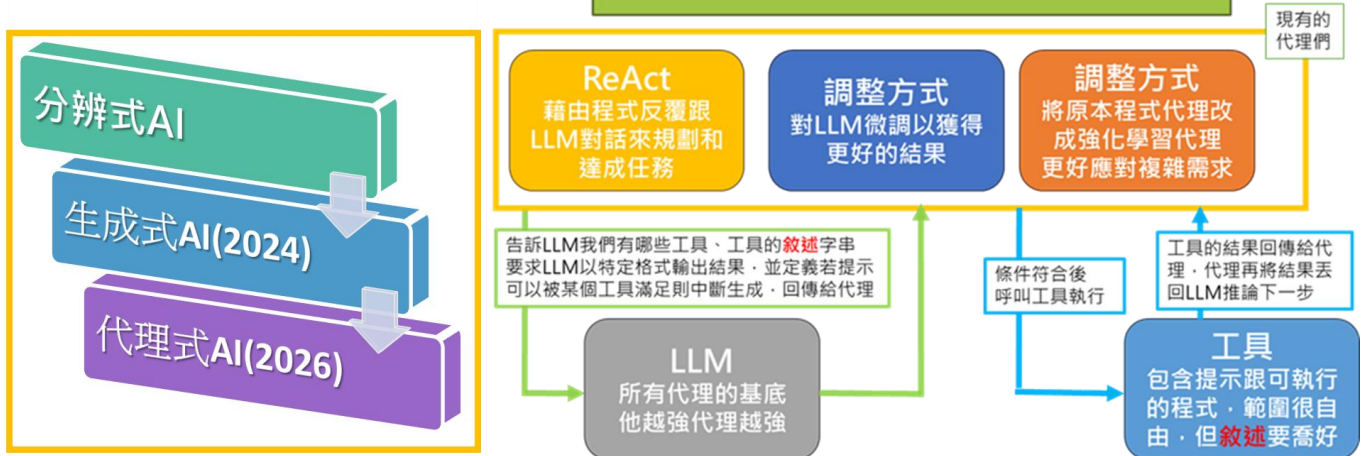 分辨式AI
生成式AI(2024)
代理式AI(2026)
現有的
代理們
ReAct
藉由程式反覆跟
LLM對話來規劃和
達成任務
調整方式
對LLM微調以獲得
更好的結果
調整方式
將原本程式代理改
成強化學習代理
更好應對複雜需求
告訴LLM我們有哪些工具、工具的敘述字串
要求LLM以特定格式輸出結果，並定義若提示
可以被某個工具滿足則中斷生成，回傳給代理
條件符合後
呼叫工具執行
工具的結果回傳給代
理，代理再將結果丟
回LLM推論下一步
LLM
所有代理的基底
他越強代理越強
工具
包含提示跟可執行
的程式，範圍很自
由，但敘述要喬好